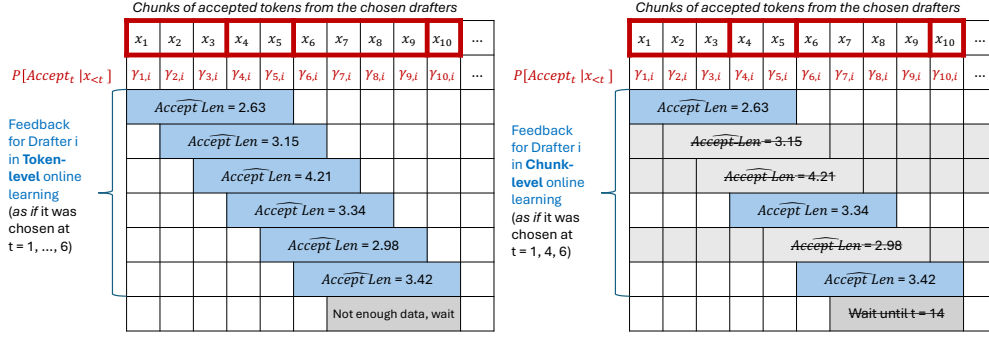 Chunks of accepted tokens from the chosen drafters
x₁ x₂ x₃ x₄ x₅ x₆ x₇ x₈ x₉ x₁₀ ...
P[Acceptₜ |x<ₜ] γ₁,ᵢ γ₂,ᵢ γ₃,ᵢ γ₄,ᵢ γ₅,ᵢ γ₆,ᵢ γ₇,ᵢ γ₈,ᵢ γ₉,ᵢ γ₁₀,ᵢ ...
Feedback
for Drafter i
in Token-
level online
learning
(as if it was
chosen at
t = 1, ..., 6)
Accept Len = 2.63
Accept Len = 3.15
Accept Len = 4.21
Accept Len = 3.34
Accept Len = 2.98
Accept Len = 3.42
Not enough data, wait
Chunks of accepted tokens from the chosen drafters
x₁ x₂ x₃ x₄ x₅ x₆ x₇ x₈ x₉ x₁₀ ...
P[Acceptₜ |x<ₜ] γ₁,ᵢ γ₂,ᵢ γ₃,ᵢ γ₄,ᵢ γ₅,ᵢ γ₆,ᵢ γ₇,ᵢ γ₈,ᵢ γ₉,ᵢ γ₁₀,ᵢ ...
Feedback
for Drafter i
in Chunk-
level online
learning
(as if it was
chosen at
t = 1, 4, 6)
Accept Len = 2.63
Accept Len = 3.15
Accept Len = 4.21
Accept Len = 3.34
Accept Len = 2.98
Accept Len = 3.42
Wait until t = 14